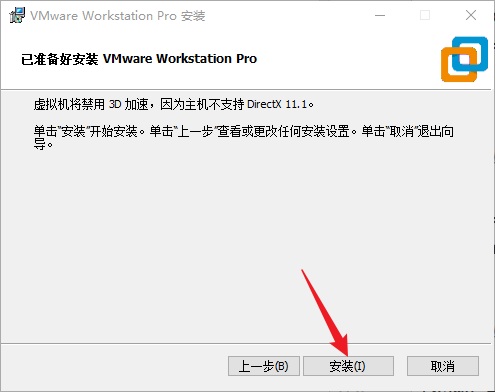 VMware Workstation Pro 安装
已准备好安装 VMware Workstation Pro
虚拟机将禁用 3D 加速，因为主机不支持 DirectX 11.1。
单击“安装”开始安装。单击“上一步”查看或更改任何安装设置。单击“取消”退出向
导。
上一步(B) 安装(I) 取消